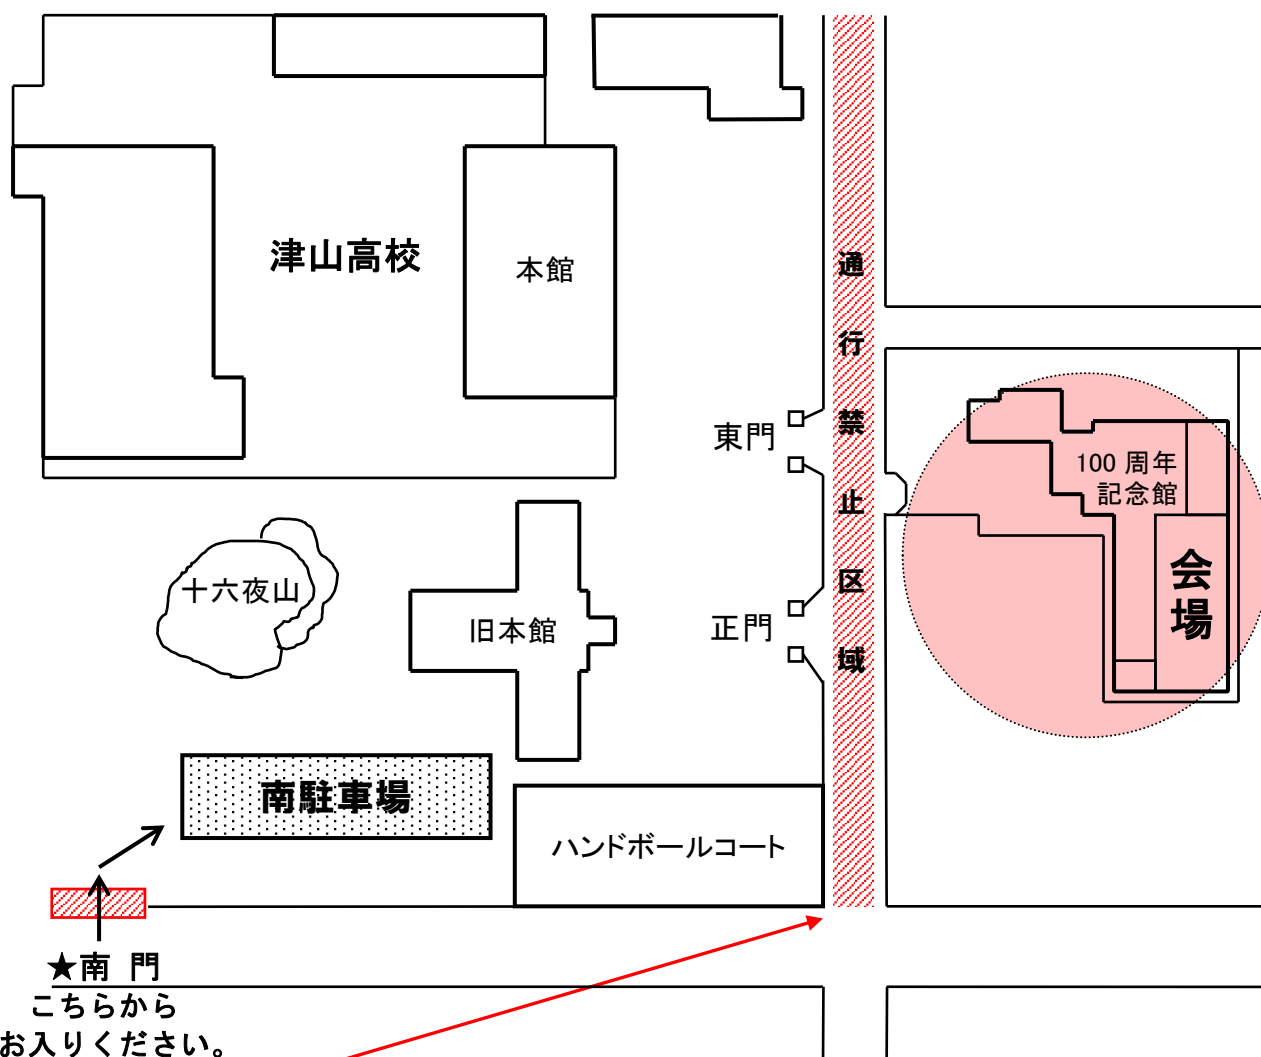 津山高校
本館
通行禁止区域
東門
100 周年
記念館
会場
十六夜山
旧本館
正門
南駐車場
ハンドボールコート
★南 門
こちらから
お入りください。